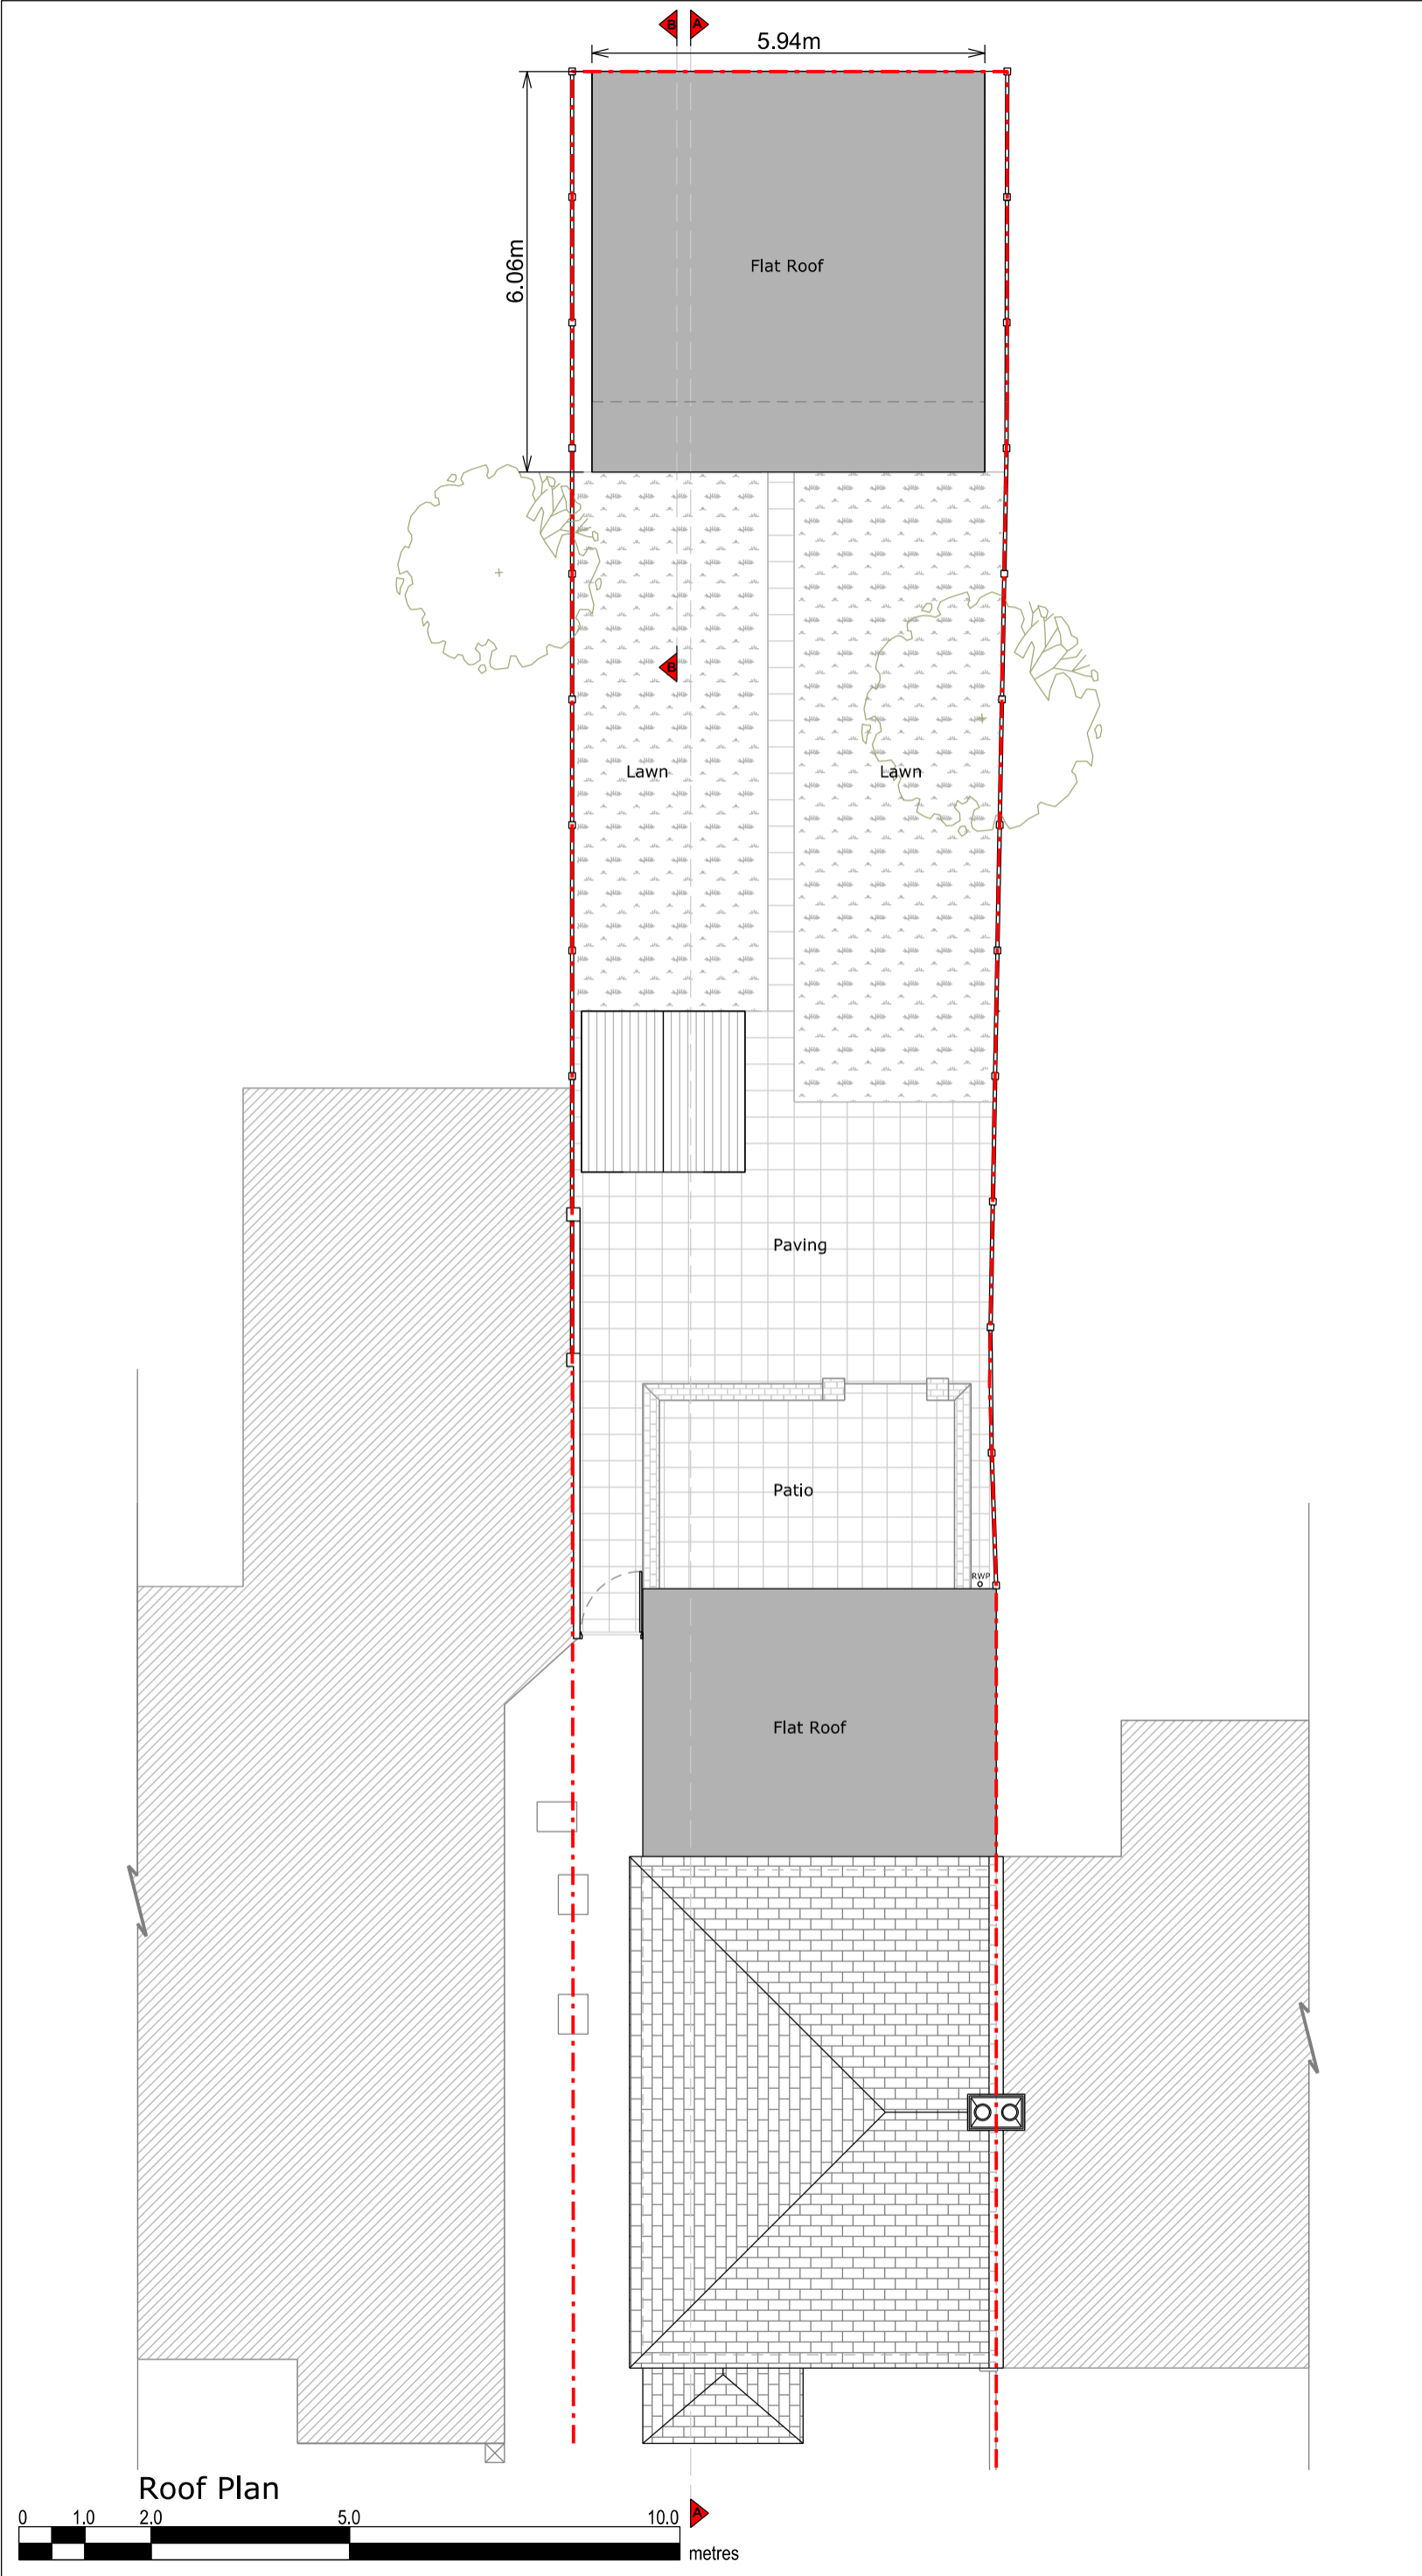 B A
5.94m
6.06m
Flat Roof
B
Lawn
Lawn
Paving
Patio
RWP
Flat Roof
Roof Plan
0 1.0 2.0 5.0 10.0
A
metres